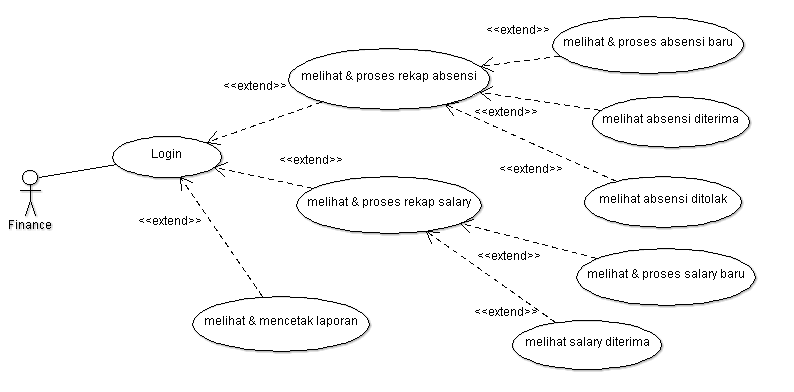 <<extend>>
melihat & proses absensi baru
melihat & proses rekap absensi
<<extend>>
<<extend>>
melihat absensi diterima
Login
<<extend>>
<<extend>>
melihat absensi ditolak
melihat & proses rekap salary
Finance
<<extend>>
<<extend>>
melihat & proses salary baru
<<extend>>
melihat & mencetak laporan
melihat salary diterima